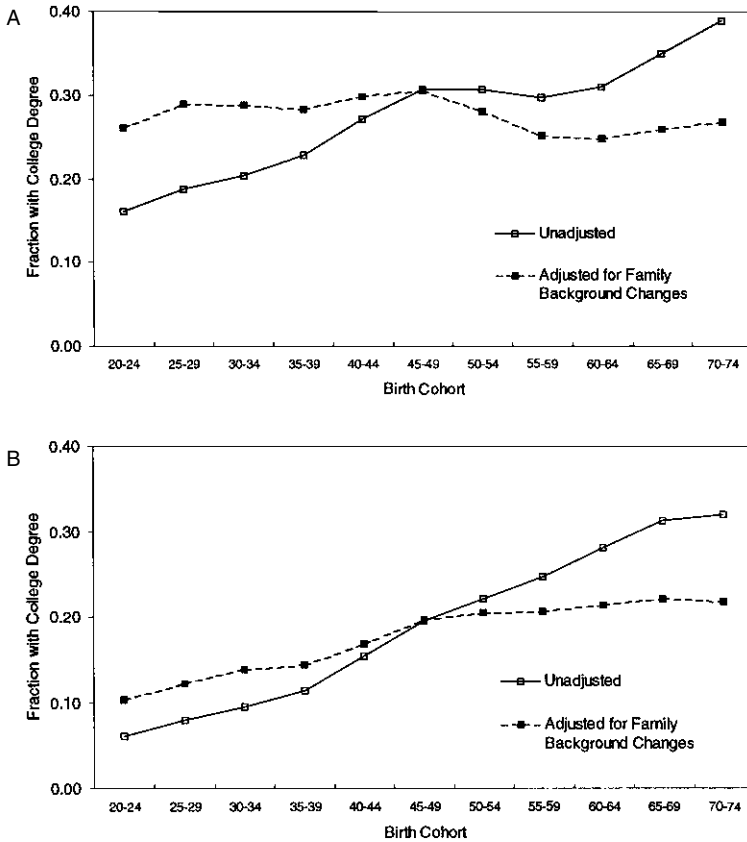 A
0.40
0.30
0.20
0.10
0.00
Fraction with College Degree
Unadjusted
Adjusted for Family
Background Changes
20-24 25-29 30-34 35-39 40-44 45-49 50-54 55-59 60-64 65-69 70-74
Birth Cohort
B
0.40
0.30
0.20
0.10
0.00
Fraction with College Degree
Unadjusted
Adjusted for Family
Background Changes
20-24 25-29 30-34 35-39 40-44 45-49 50-54 55-59 60-64 65-69 70-74
Birth Cohort